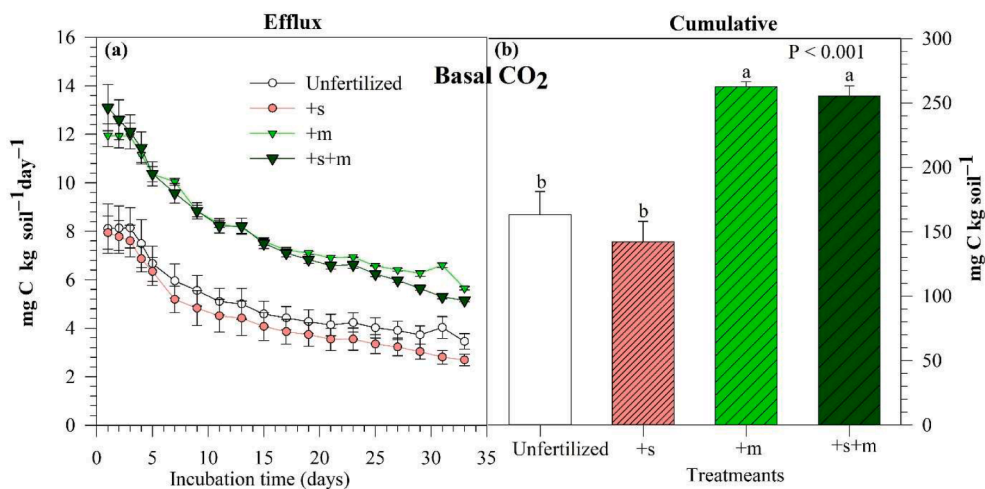 Efflux
Cumulative
Basal CO₂
(a)
(b)
P < 0.001
Unfertilized
+s
+m
+s+m
16
14
12
10
8
6
4
2
0
mg C kg soil⁻¹day⁻¹
0
5
10
15
20
25
30
35
Incubation time (days)
a
a
b
b
300
250
200
150
100
50
0
mg C kg soil⁻¹
Unfertilized
+s
+m
+s+m
Treatmeants